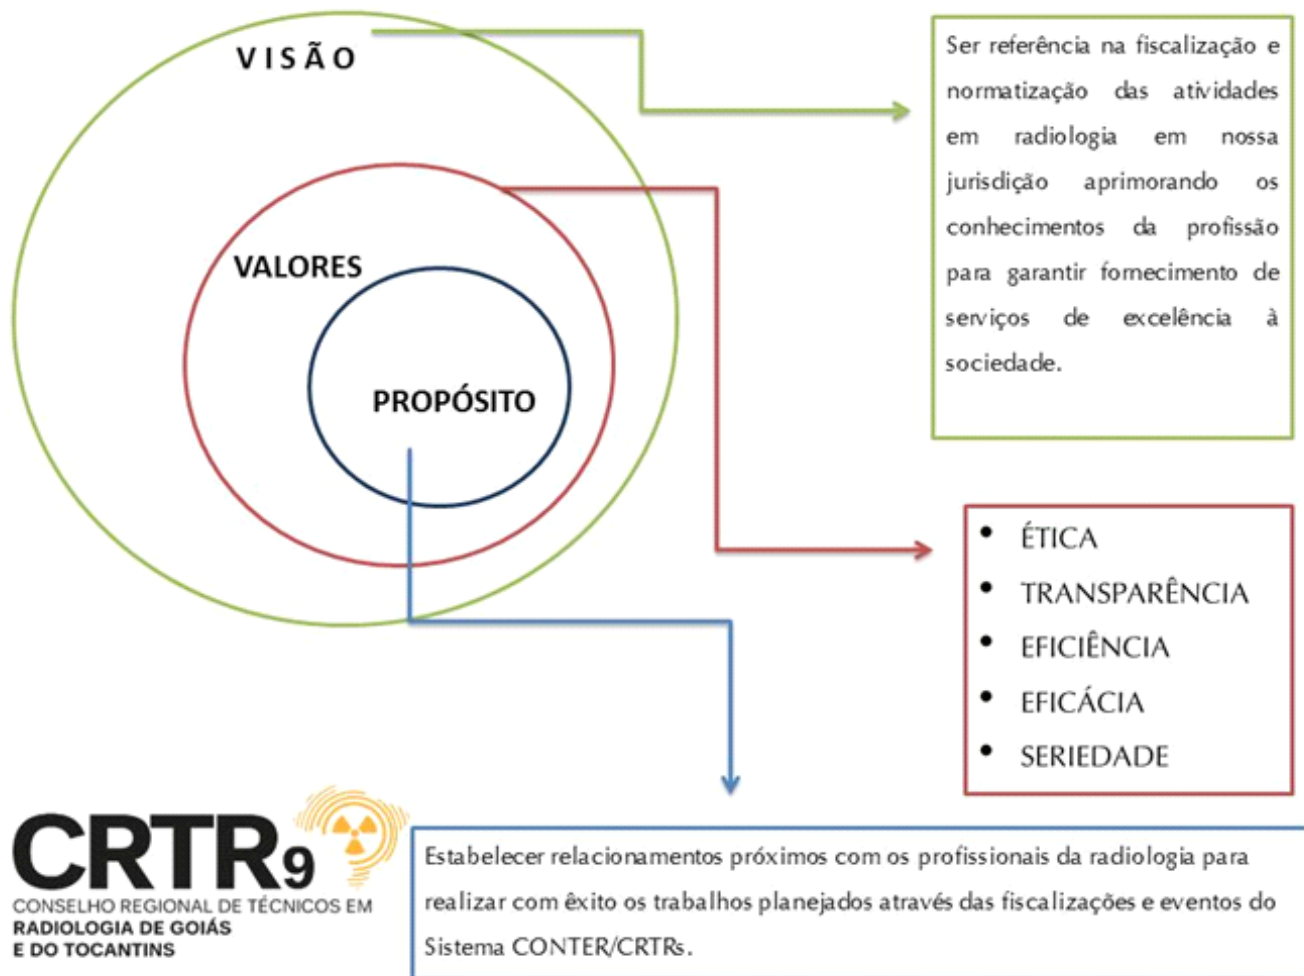 VISÃO
Ser referência na fiscalização e
normatização das atividades
em radiologia em nossa
jurisdição aprimorando os
conhecimentos da profissão
para garantir fornecimento de
serviços de excelência à
sociedade.
VALORES
PROPÓSITO
• ÉTICA
• TRANSPARÊNCIA
• EFICIÊNCIA
• EFICÁCIA
• SERIEDADE
CRTR9
CONSELHO REGIONAL DE TÉCNICOS EM
RADIOLOGIA DE GOIÁS
E DO TOCANTINS
Estabelecer relacionamentos próximos com os profissionais da radiologia para
realizar com êxito os trabalhos planejados através das fiscalizações e eventos do
Sistema CONTER/CRTRs.